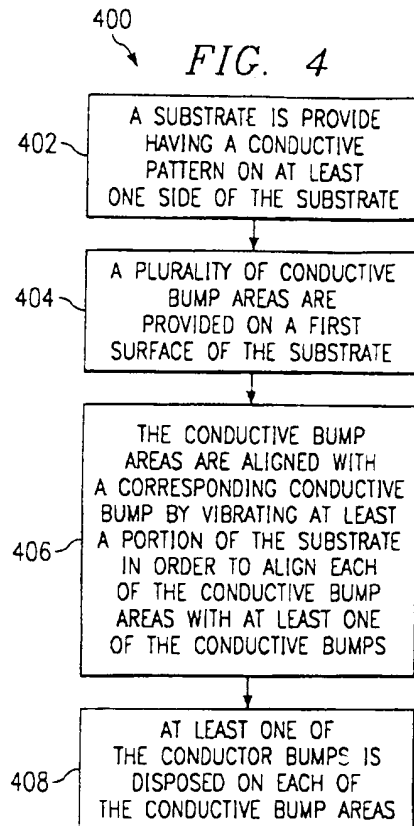 400
FIG. 4
402
A SUBSTRATE IS PROVIDE
HAVING A CONDUCTIVE
PATTERN ON AT LEAST
ONE SIDE OF THE SUBSTRATE
404
A PLURALITY OF CONDUCTIVE
BUMP AREAS ARE
PROVIDED ON A FIRST
SURFACE OF THE SUBSTRATE
406
THE CONDUCTIVE BUMP
AREAS ARE ALIGNED WITH
A CORRESPONDING CONDUCTIVE
BUMP BY VIBRATING AT LEAST
A PORTION OF THE SUBSTRATE
IN ORDER TO ALIGN EACH
OF THE CONDUCTIVE BUMP
AREAS WITH AT LEAST ONE
OF THE CONDUCTIVE BUMPS
408
AT LEAST ONE OF
THE CONDUCTOR BUMPS IS
DISPOSED ON EACH OF
THE CONDUCTIVE BUMP AREAS